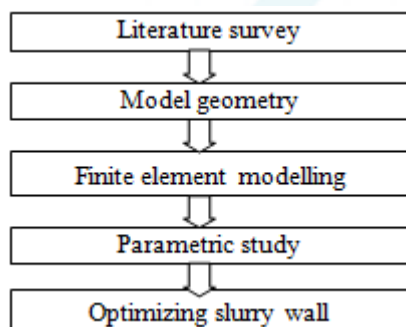 Literature survey
Model geometry
Finite element modelling
Parametric study
Optimizing slurry wall